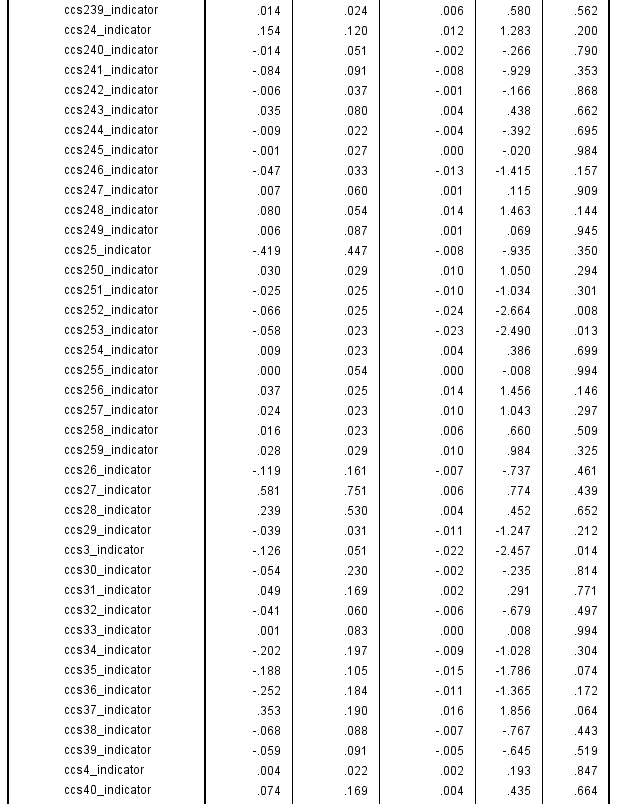 ccs239_indicator .014 .024 .006 .580 .562
ccs24_indicator .154 .120 .012 1.283 .200
ccs240_indicator -.014 .051 -.002 -.266 .790
ccs241_indicator -.084 .091 -.008 -.929 .353
ccs242_indicator -.006 .037 -.001 -.166 .868
ccs243_indicator .035 .080 .004 .438 .662
ccs244_indicator -.009 .022 -.004 -.392 .695
ccs245_indicator -.001 .027 .000 -.020 .984
ccs246_indicator -.047 .033 -.013 -1.415 .157
ccs247_indicator .007 .060 .001 .115 .909
ccs248_indicator .080 .054 .014 1.463 .144
ccs249_indicator .006 .087 .001 .069 .945
ccs25_indicator -.419 .447 -.008 -.935 .350
ccs250_indicator .030 .029 .010 1.050 .294
ccs251_indicator -.025 .025 -.010 -1.034 .301
ccs252_indicator -.066 .025 -.024 -2.664 .008
ccs253_indicator -.058 .023 -.023 -2.490 .013
ccs254_indicator .009 .023 .004 .386 .699
ccs255_indicator .000 .054 .000 -.008 .994
ccs256_indicator .037 .025 .014 1.456 .146
ccs257_indicator .024 .023 .010 1.043 .297
ccs258_indicator .016 .023 .006 .660 .509
ccs259_indicator .028 .029 .010 .984 .325
ccs26_indicator -.119 .161 -.007 -.737 .461
ccs27_indicator .581 .751 .006 .774 .439
ccs28_indicator .239 .530 .004 .452 .652
ccs29_indicator -.039 .031 -.011 -1.247 .212
ccs3_indicator -.126 .051 -.022 -2.457 .014
ccs30_indicator -.054 .230 -.002 -.235 .814
ccs31_indicator .049 .169 .002 .291 .771
ccs32_indicator -.041 .060 -.006 -.679 .497
ccs33_indicator .001 .083 .000 .008 .994
ccs34_indicator -.202 .197 -.009 -1.028 .304
ccs35_indicator -.188 .105 -.015 -1.786 .074
ccs36_indicator -.252 .184 -.011 -1.365 .172
ccs37_indicator .353 .190 .016 1.856 .064
ccs38_indicator -.068 .088 -.007 -.767 .443
ccs39_indicator -.059 .091 -.005 -.645 .519
ccs4_indicator .004 .022 .002 .193 .847
ccs40_indicator .074 .169 .004 .435 .664